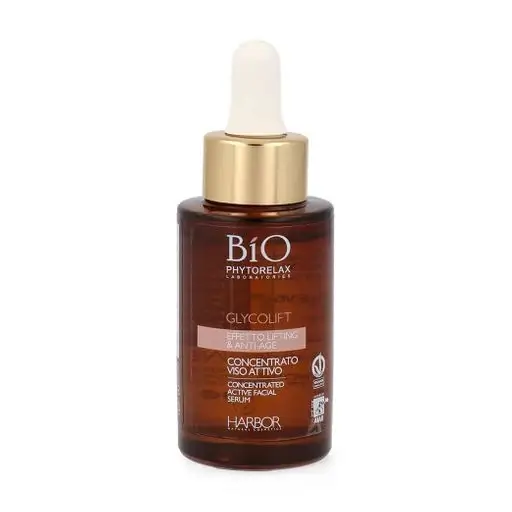 BiO
PHYTORELAX
LABORATORIES
GLYCOLIFT
EFFETTO LIFTING
& ANTI-AGE
CONCENTRATO
VISO ATTIVO
CONCENTRATED
ACTIVE FACIAL
SERUM
HARBOR